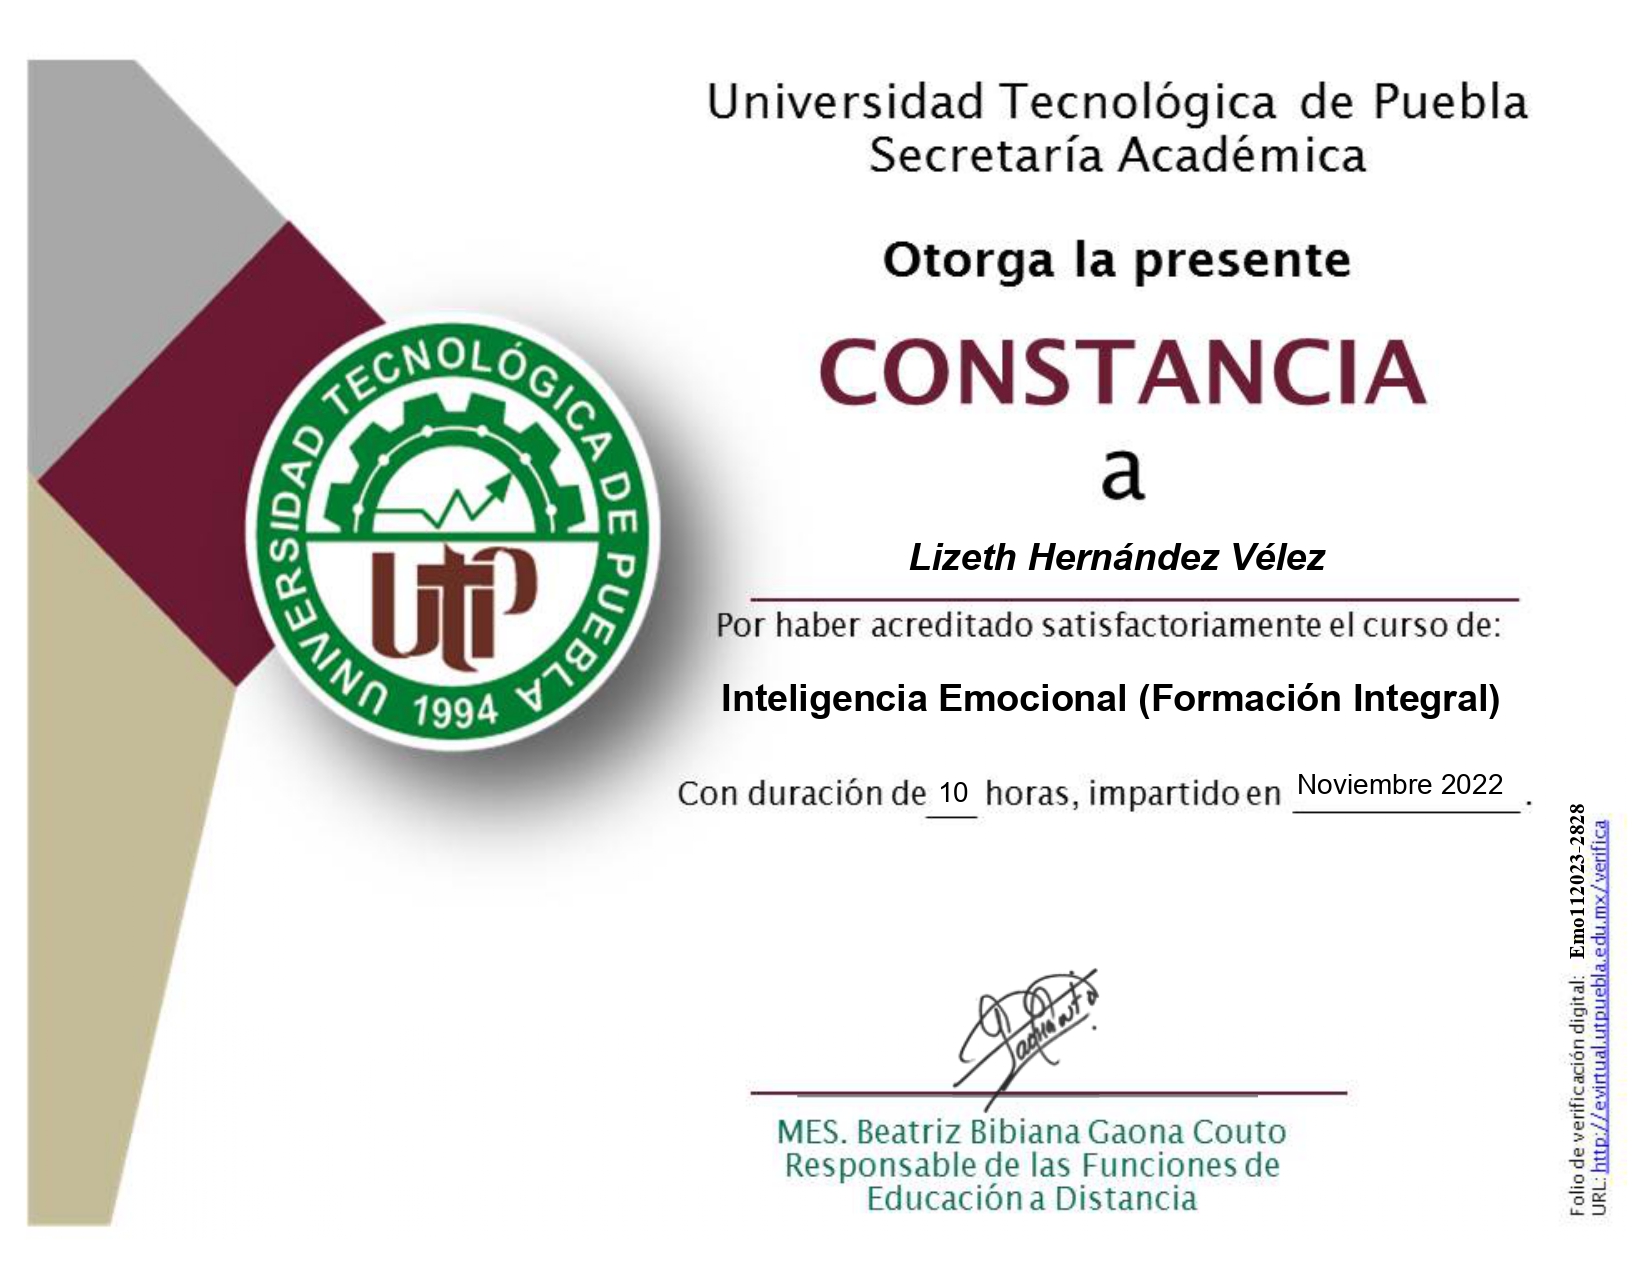 Universidad Tecnológica de Puebla
Secretaría Académica
Otorga la presente
CONSTANCIA
a
Lizeth Hernández Vélez
Por haber acreditado satisfactoriamente el curso de:
Inteligencia Emocional (Formación Integral)
Con duración de 10 horas, impartido en Noviembre 2022.
MES. Beatriz Bibiana Gaona Couto
Responsable de las Funciones de
Educación a Distancia
UNIVERSIDAD TECNOLÓGICA DE PUEBLA
1994
UTP
Folio de verificación digital: Emo112023-2828
URL: http://evirtual.utpuebla.edu.mx/verifica